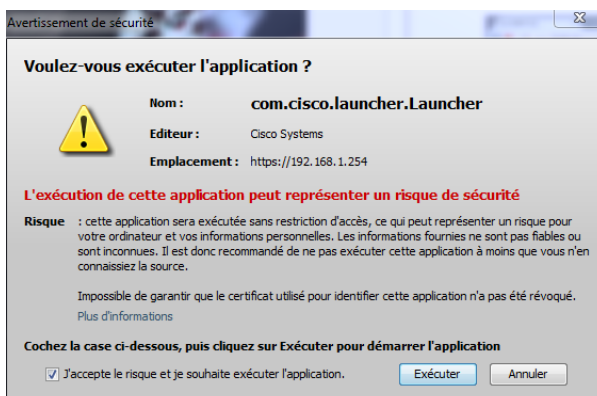 Avertissement de sécurité
Voulez-vous exécuter l'application ?
Nom : com.cisco.launcher.Launcher
Editeur : Cisco Systems
Emplacement : https://192.168.1.254
L'exécution de cette application peut représenter un risque de sécurité
Risque : cette application sera exécutée sans restriction d'accès, ce qui peut représenter un risque pour
votre ordinateur et vos informations personnelles. Les informations fournies ne sont pas fiables ou
sont inconnues. Il est donc recommandé de ne pas exécuter cette application à moins que vous n'en
connaissiez la source.
Impossible de garantir que le certificat utilisé pour identifier cette application n'a pas été révoqué.
Plus d'informations
Cochez la case ci-dessous, puis cliquez sur Exécuter pour démarrer l'application
J'accepte le risque et je souhaite exécuter l'application. Exécuter Annuler